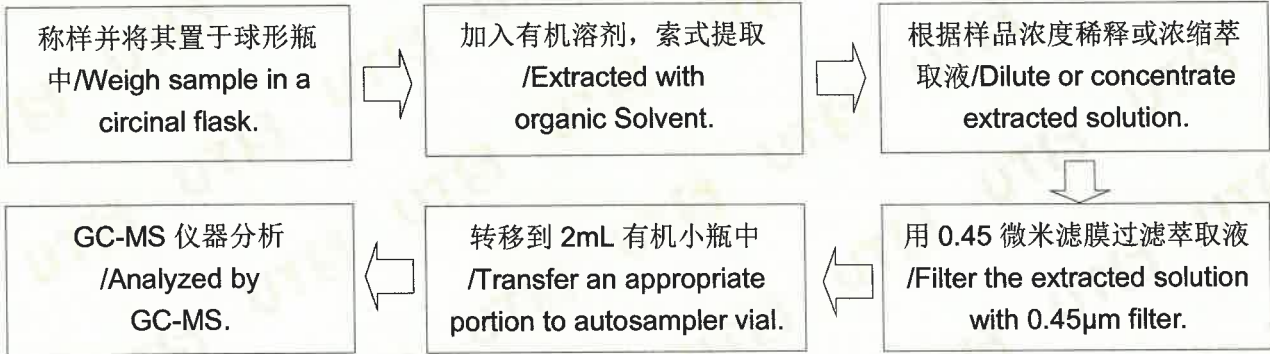 称样并将其置于球形瓶
中/Weigh sample in a
circinal flask.
加入有机溶剂，索式提取
/Extracted with
organic Solvent.
根据样品浓度稀释或浓缩萃
取液/Dilute or concentrate
extracted solution.
用 0.45 微米滤膜过滤萃取液
/Filter the extracted solution
with 0.45µm filter.
转移到 2mL 有机小瓶中
/Transfer an appropriate
portion to autosampler vial.
GC-MS 仪器分析
/Analyzed by
GC-MS.